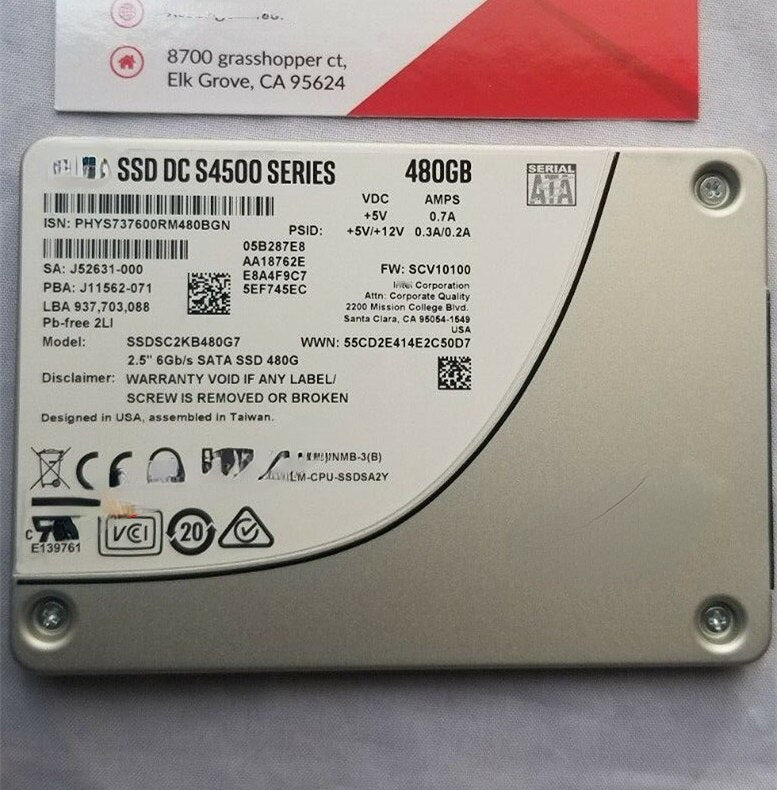 8700 grasshopper ct,
Elk Grove, CA 95624
SSD DC S4500 SERIES 480GB
SERIAL
ATA
VDC AMPS
+5V 0.7A
+5V/+12V 0.3A/0.2A
ISN: PHYS737600RM480BGN
PSID:
05B287E8
AA18762E
E8A4F9C7
5EF745EC
SA: J52631-000
PBA: J11562-071
LBA 937,703,088
Pb-free 2LI
FW: SCV10100
Intel Corporation
Attn: Corporate Quality
2200 Mission College Blvd.
Santa Clara, CA 95054-1549
USA
Model: SSDSC2KB480G7 WWN: 55CD2E414E2C50D7
2.5" 6Gb/s SATA SSD 480G
Disclaimer: WARRANTY VOID IF ANY LABEL/
SCREW IS REMOVED OR BROKEN
Designed in USA, assembled in Taiwan.
CE
NMB-3(B)
LM-CPU-SSDSA2Y
c
E139761
VCI
20